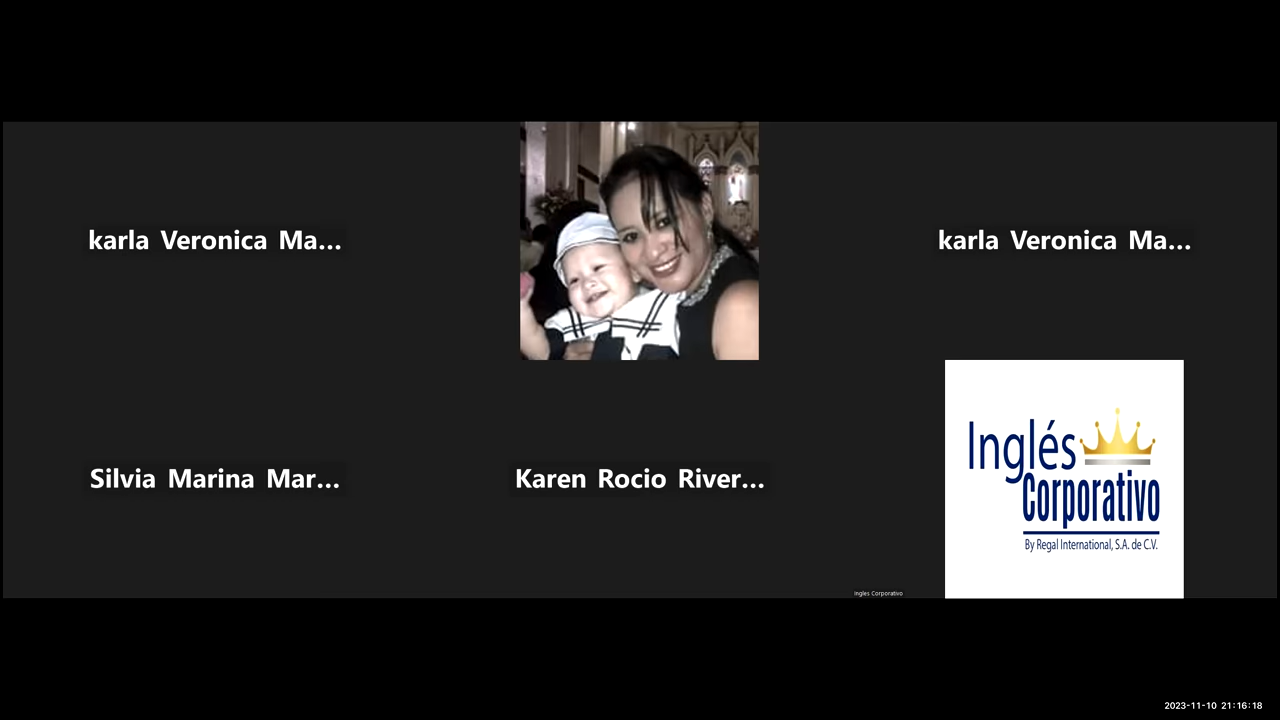 karla Veronica Ma...
karla Veronica Ma...
Silvia Marina Mar...
Karen Rocio River...
Inglés
Corporativo
By Regal International, S.A. de C.V.
Ingles Corporativo
2023-11-10 21:16:18